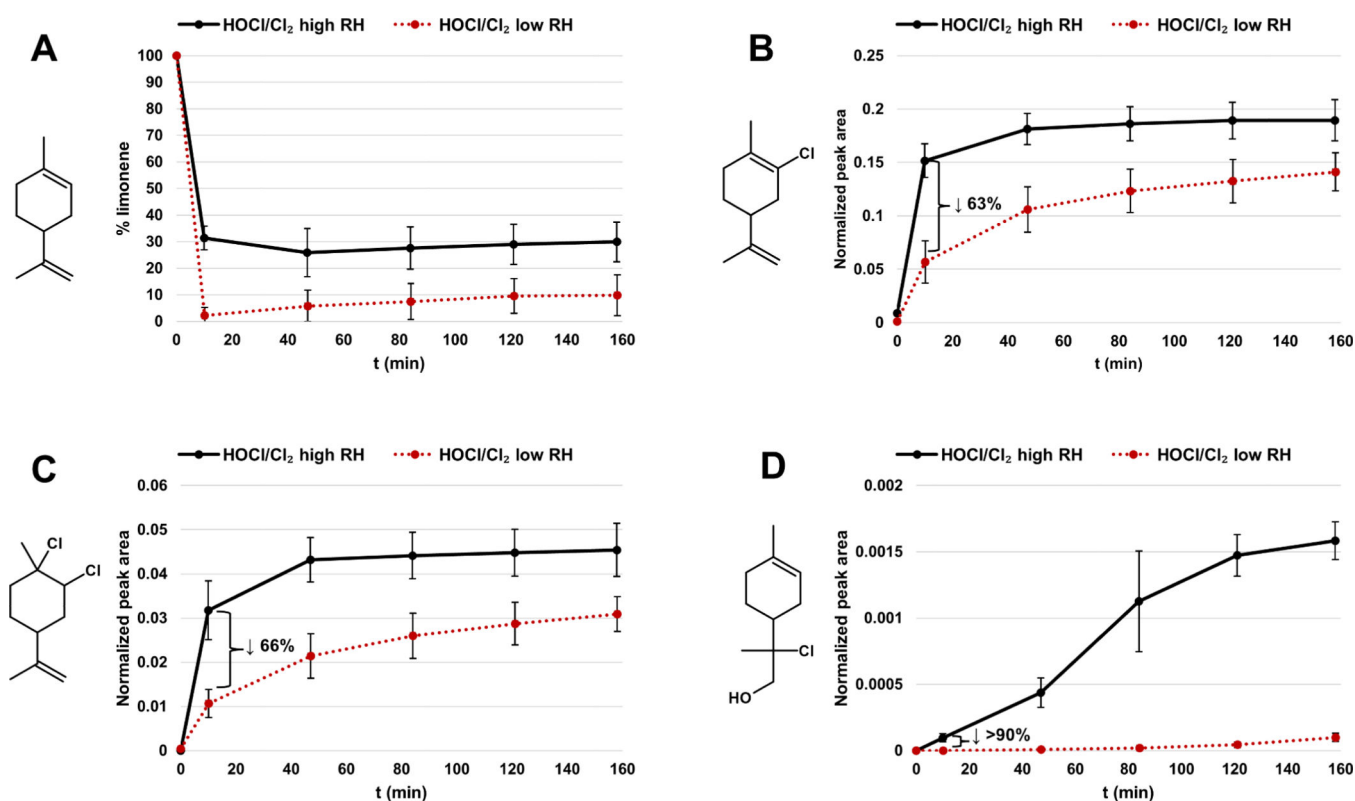 A
HOCl/Cl₂ high RH HOCl/Cl₂ low RH
% limonene
100
90
80
70
60
50
40
30
20
10
0
0 20 40 60 80 100 120 140 160
t (min)
B
HOCl/Cl₂ high RH HOCl/Cl₂ low RH
Cl
Normalized peak area
0.25
0.2
0.15
0.1
0.05
0
↓ 63%
0 20 40 60 80 100 120 140 160
t (min)
C
HOCl/Cl₂ high RH HOCl/Cl₂ low RH
Cl
Cl
Normalized peak area
0.06
0.05
0.04
0.03
0.02
0.01
0
↓ 66%
0 20 40 60 80 100 120 140 160
t (min)
D
HOCl/Cl₂ high RH HOCl/Cl₂ low RH
Cl
HO
Normalized peak area
0.002
0.0015
0.001
0.0005
0
↓ >90%
0 20 40 60 80 100 120 140 160
t (min)